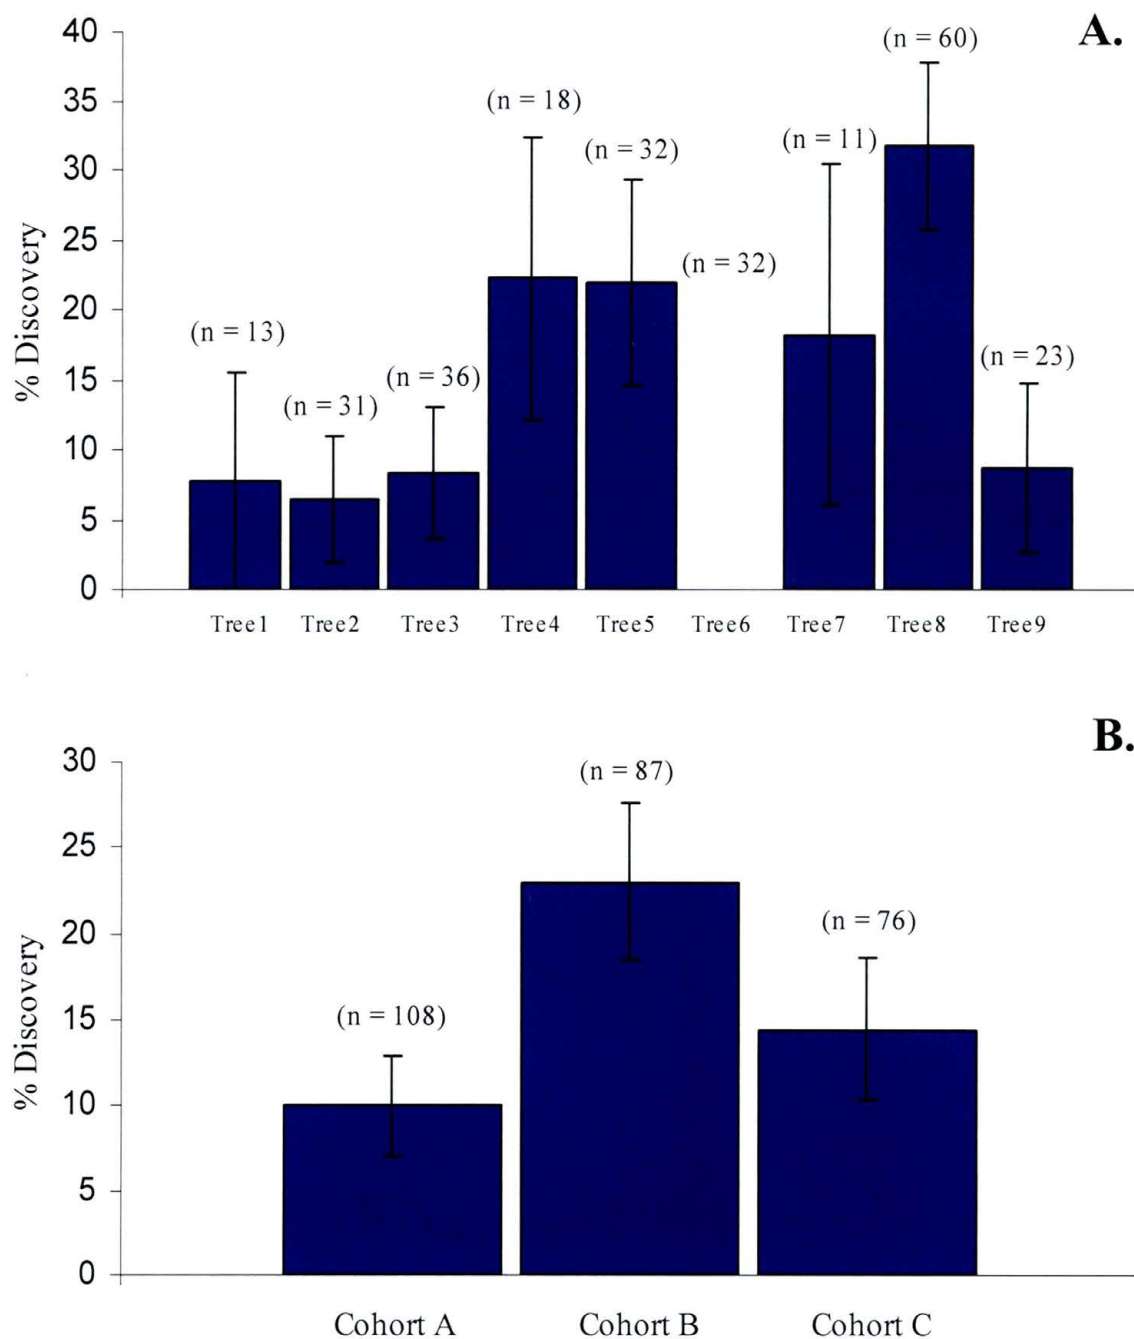 A.
% Discovery
40
35
30
25
20
15
10
5
0
(n = 13)
(n = 31)
(n = 36)
(n = 18)
(n = 32)
(n = 32)
(n = 11)
(n = 60)
(n = 23)
Tree1 Tree2 Tree3 Tree4 Tree5 Tree6 Tree7 Tree8 Tree9
B.
% Discovery
30
25
20
15
10
5
0
(n = 108)
(n = 87)
(n = 76)
Cohort A Cohort B Cohort C